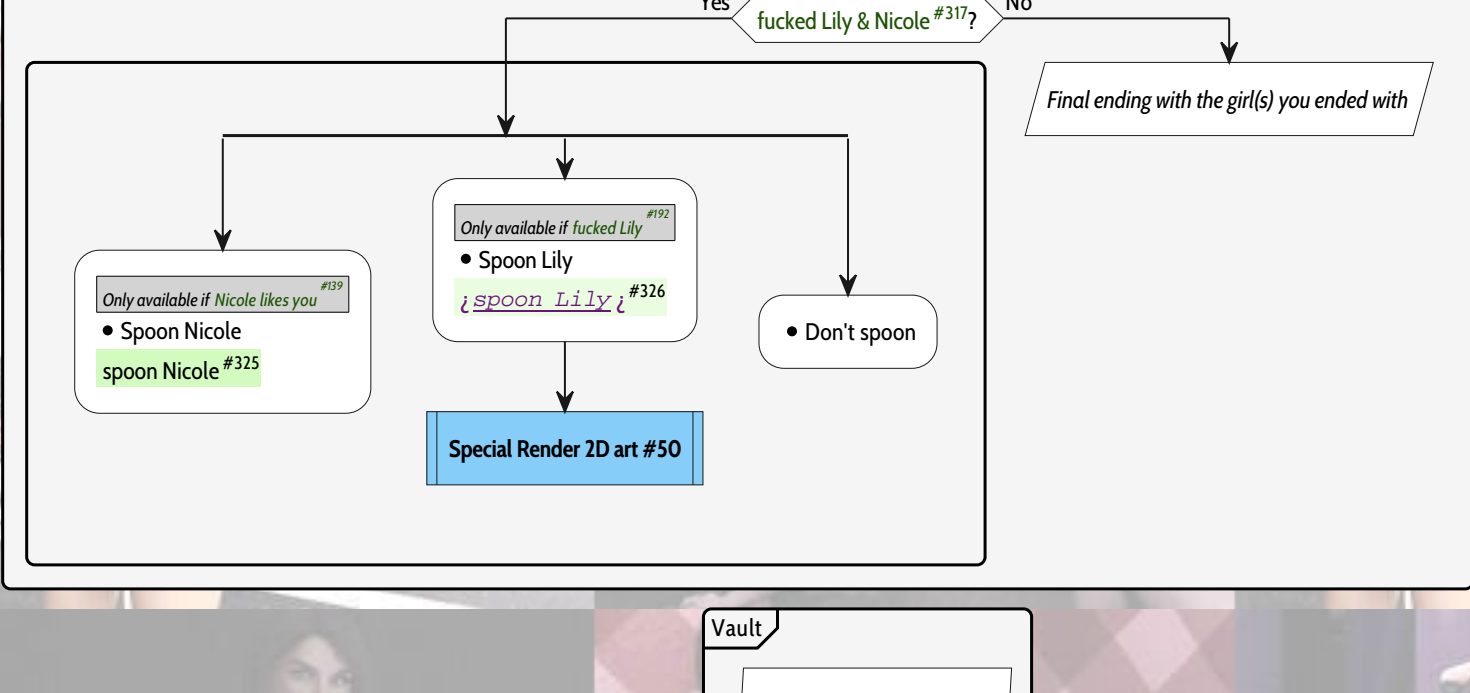 Yes
fucked Lily & Nicole #317?
No
Final ending with the girl(s) you ended with
Only available if fucked Lily #192
• Spoon Lily
¿spoon Lily¿ #326
Only available if Nicole likes you #139
• Spoon Nicole
spoon Nicole #325
• Don't spoon
Special Render 2D art #50
Vault